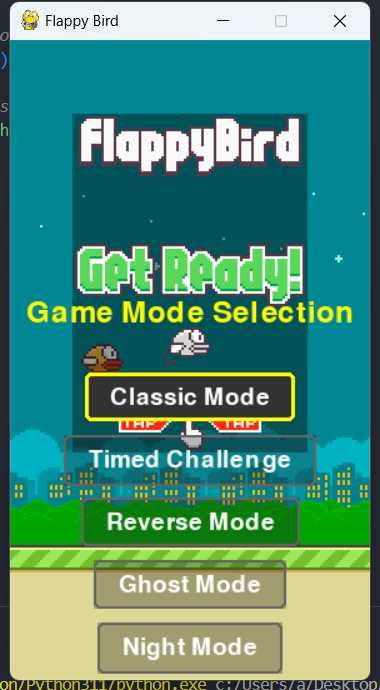 Flappy Bird
FlappyBird
Get Ready!
Game Mode Selection
Classic Mode
TAP TAP
Timed Challenge
Reverse Mode
Ghost Mode
Night Mode
on/Python311/python.exe c:/Users/a/Desktop